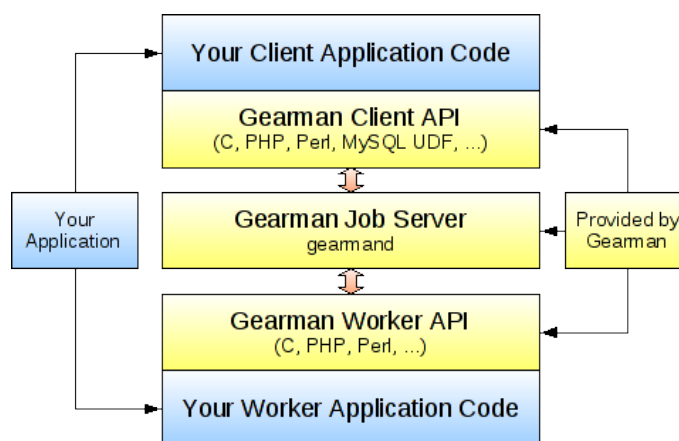 Your Client Application Code
Gearman Client API
(C, PHP, Perl, MySQL UDF, ...)
Your
Application
Gearman Job Server
gearmand
Provided by
Gearman
Gearman Worker API
(C, PHP, Perl, ...)
Your Worker Application Code